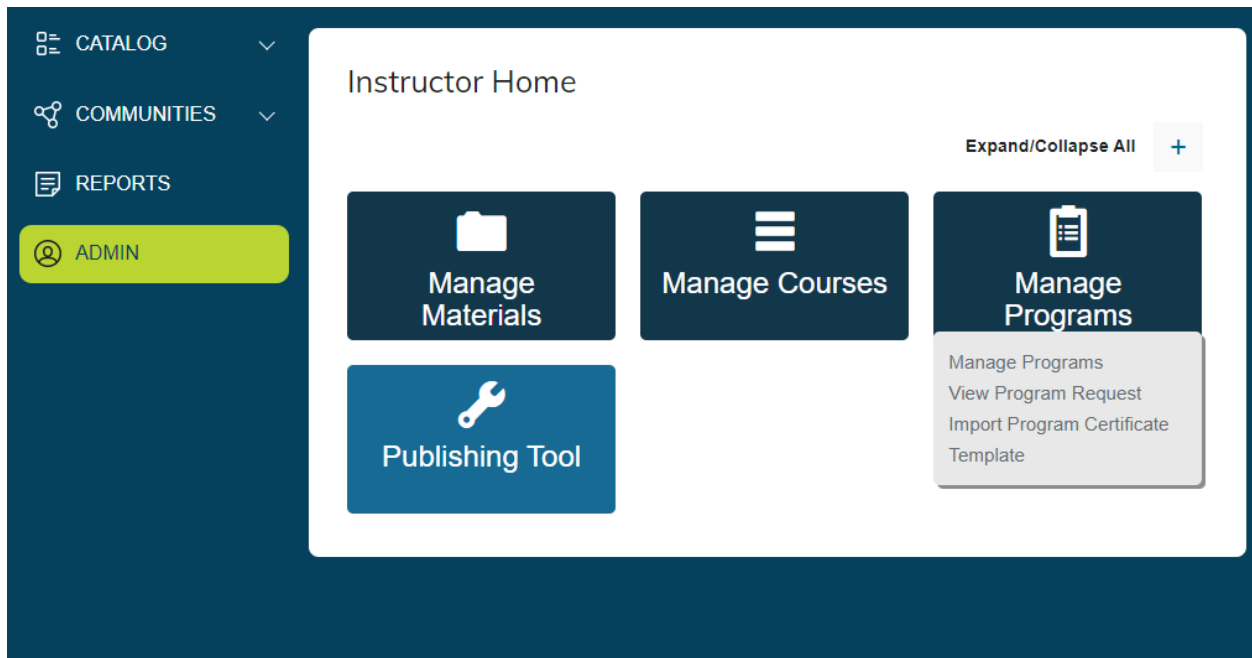 CATALOG
COMMUNITIES
REPORTS
ADMIN
Instructor Home
Expand/Collapse All +
Manage
Materials
Manage Courses
Manage
Programs
Manage Programs
View Program Request
Import Program Certificate
Template
Publishing Tool